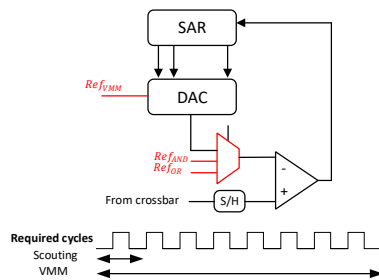 SAR
Ref_VMM
DAC
Ref_AND
Ref_OR
-
+
From crossbar
S/H
Required cycles
Scouting
VMM